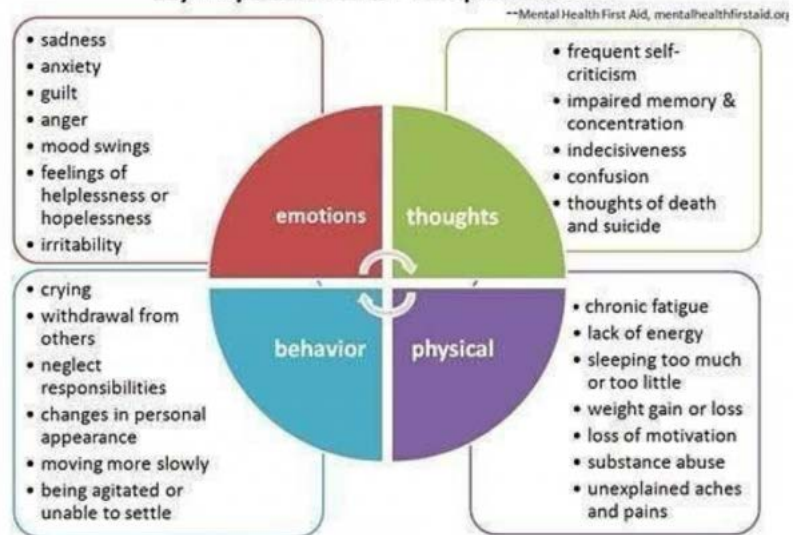 ~Mental Health First Aid, mentalhealthfirstaid.org
• sadness
• anxiety
• guilt
• anger
• mood swings
• feelings of
helplessness or
hopelessness
• irritability
• frequent self-
criticism
• impaired memory &
concentration
• indecisiveness
• confusion
• thoughts of death
and suicide
emotions
thoughts
• crying
• withdrawal from
others
• neglect
responsibilities
• changes in personal
appearance
• moving more slowly
• being agitated or
unable to settle
behavior
physical
• chronic fatigue
• lack of energy
• sleeping too much
or too little
• weight gain or loss
• loss of motivation
• substance abuse
• unexplained aches
and pains